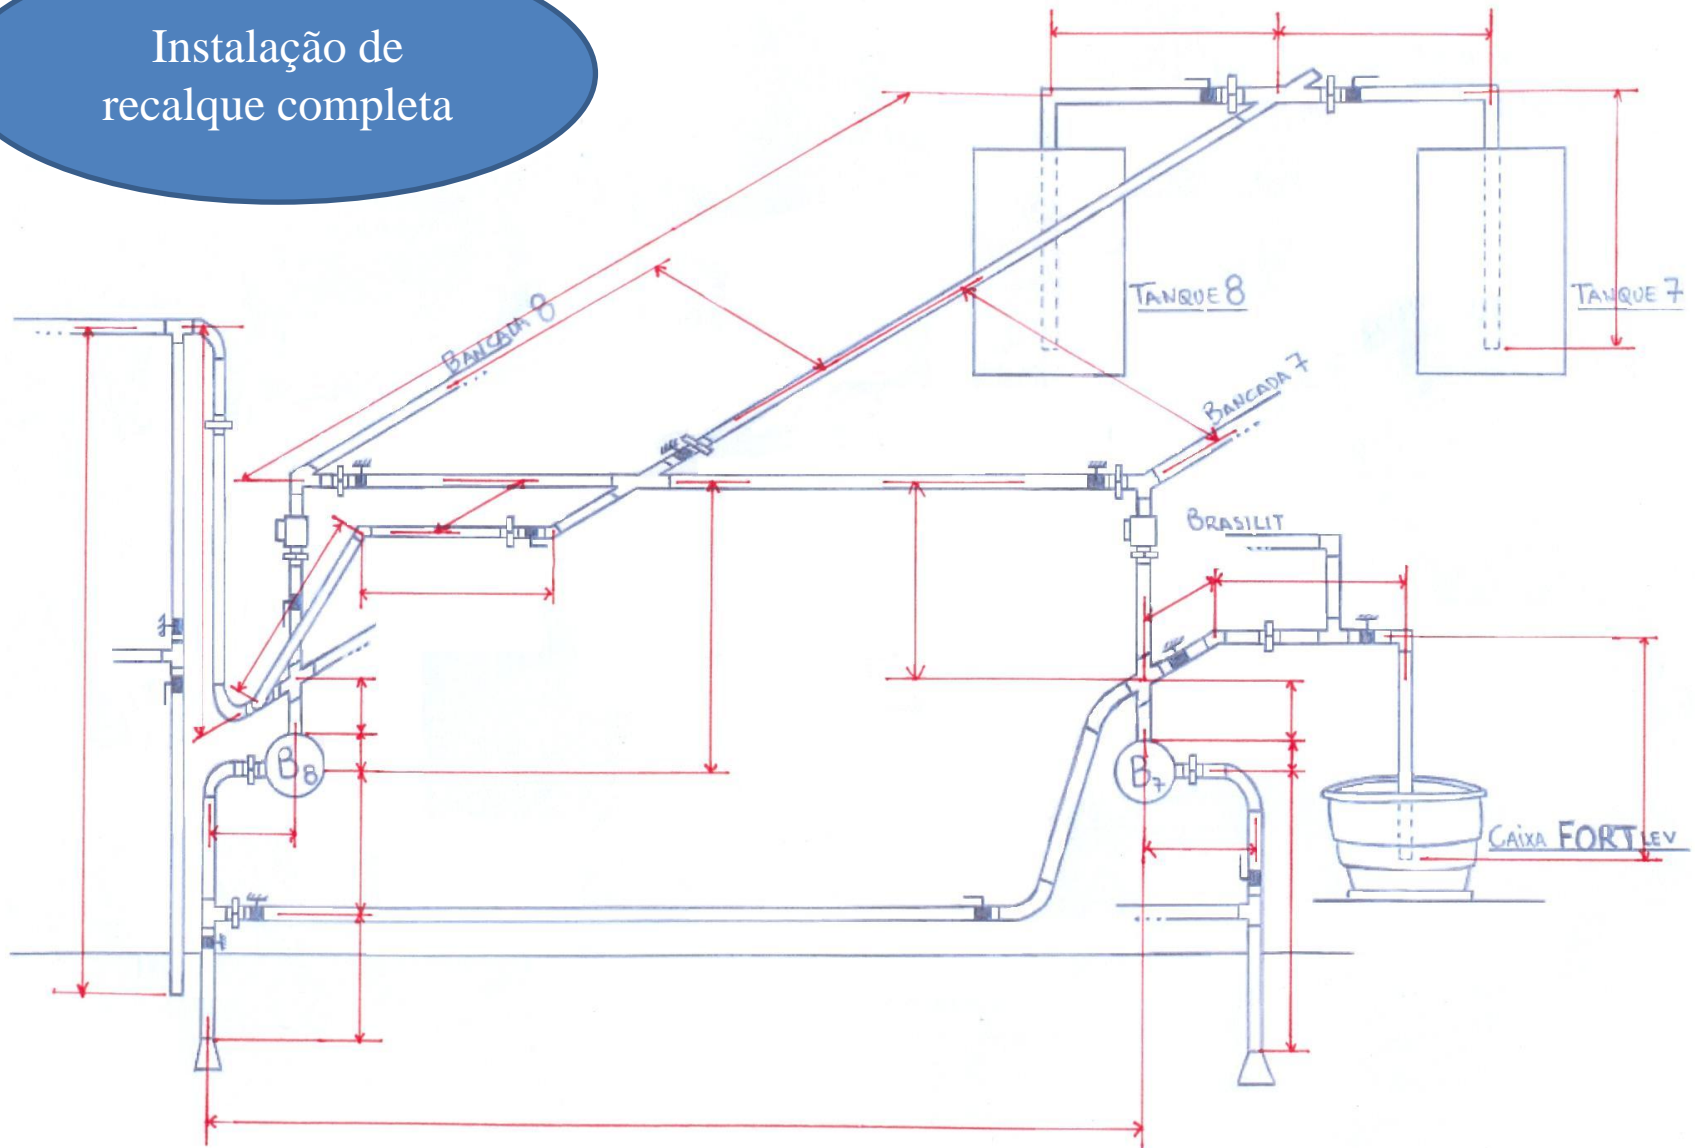 Instalação de
recalque completa
TANQUE 8
TANQUE 7
BANCADA 8
BANCADA 7
BRASILIT
B8
B7
CAIXA FORTLEV